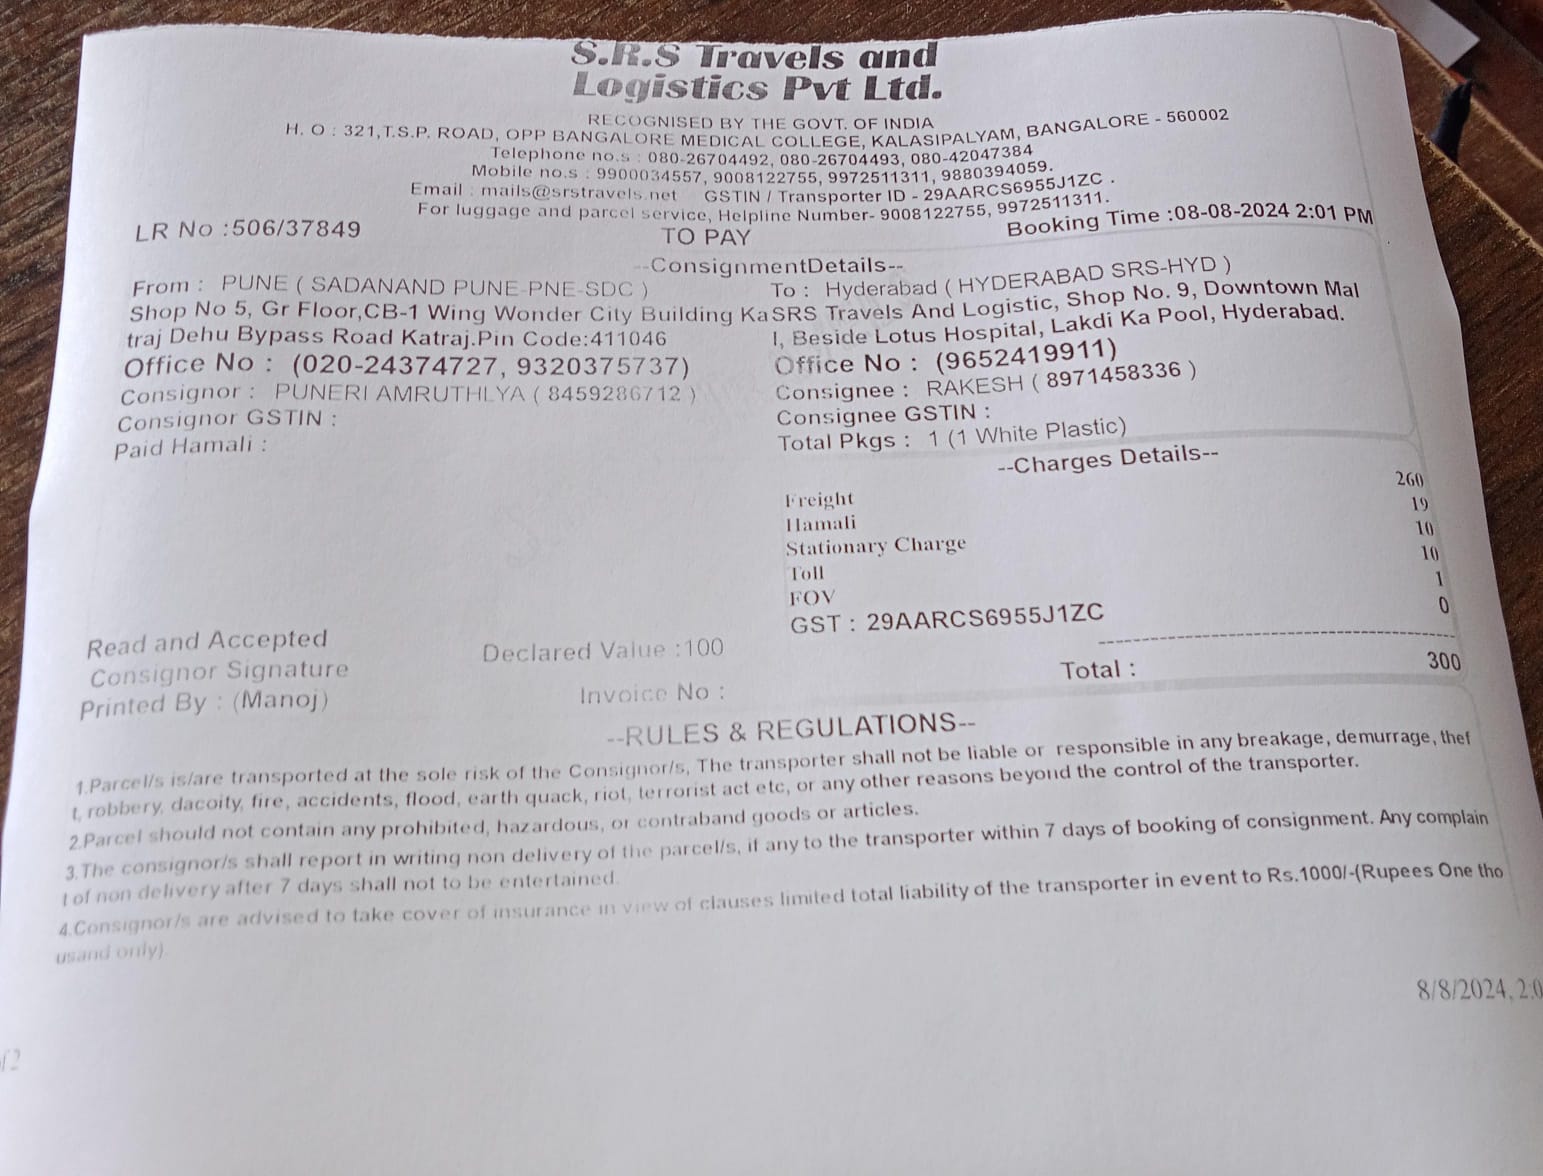 S.R.S Travels and
Logistics Pvt Ltd.
RECOGNISED BY THE GOVT. OF INDIA
H. O : 321,T.S.P. ROAD, OPP BANGALORE MEDICAL COLLEGE, KALASIPALYAM, BANGALORE - 560002
Telephone no.s : 080-26704492, 080-26704493, 080-42047384
Mobile no.s : 9900034557, 9008122755, 9972511311, 9880394059.
Email : mails@srstravels.net GSTIN / Transporter ID - 29AARCS6955J1ZC .
For luggage and parcel service, Helpline Number- 9008122755, 9972511311.
LR No :506/37849 TO PAY Booking Time :08-08-2024 2:01 PM
--ConsignmentDetails--
From : PUNE ( SADANAND PUNE-PNE-SDC )
Shop No 5, Gr Floor,CB-1 Wing Wonder City Building Ka
traj Dehu Bypass Road Katraj.Pin Code:411046
Office No : (020-24374727, 9320375737)
Consignor : PUNERI AMRUTHLYA ( 8459286712 )
Consignor GSTIN :
Paid Hamali :
To : Hyderabad ( HYDERABAD SRS-HYD )
SRS Travels And Logistic, Shop No. 9, Downtown Mal
l, Beside Lotus Hospital, Lakdi Ka Pool, Hyderabad.
Office No : (9652419911)
Consignee : RAKESH ( 8971458336 )
Consignee GSTIN :
Total Pkgs : 1 (1 White Plastic)
--Charges Details--
Freight 260
Hamali 19
Stationary Charge 10
Toll 10
FOV 1
GST : 29AARCS6955J1ZC 0
Total : 300
Read and Accepted
Consignor Signature
Printed By : (Manoj)
Declared Value :100
Invoice No :
--RULES & REGULATIONS--
1.Parcel/s is/are transported at the sole risk of the Consignor/s, The transporter shall not be liable or responsible in any breakage, demurrage, thef
t, robbery, dacoity, fire, accidents, flood, earth quack, riot, terrorist act etc, or any other reasons beyond the control of the transporter.
2.Parcel should not contain any prohibited, hazardous, or contraband goods or articles.
3.The consignor/s shall report in writing non delivery of the parcel/s, if any to the transporter within 7 days of booking of consignment. Any complain
t of non delivery after 7 days shall not to be entertained.
4.Consignor/s are advised to take cover of insurance in view of clauses limited total liability of the transporter in event to Rs.1000/-(Rupees One tho
usand only)
8/8/2024, 2:0
f 2